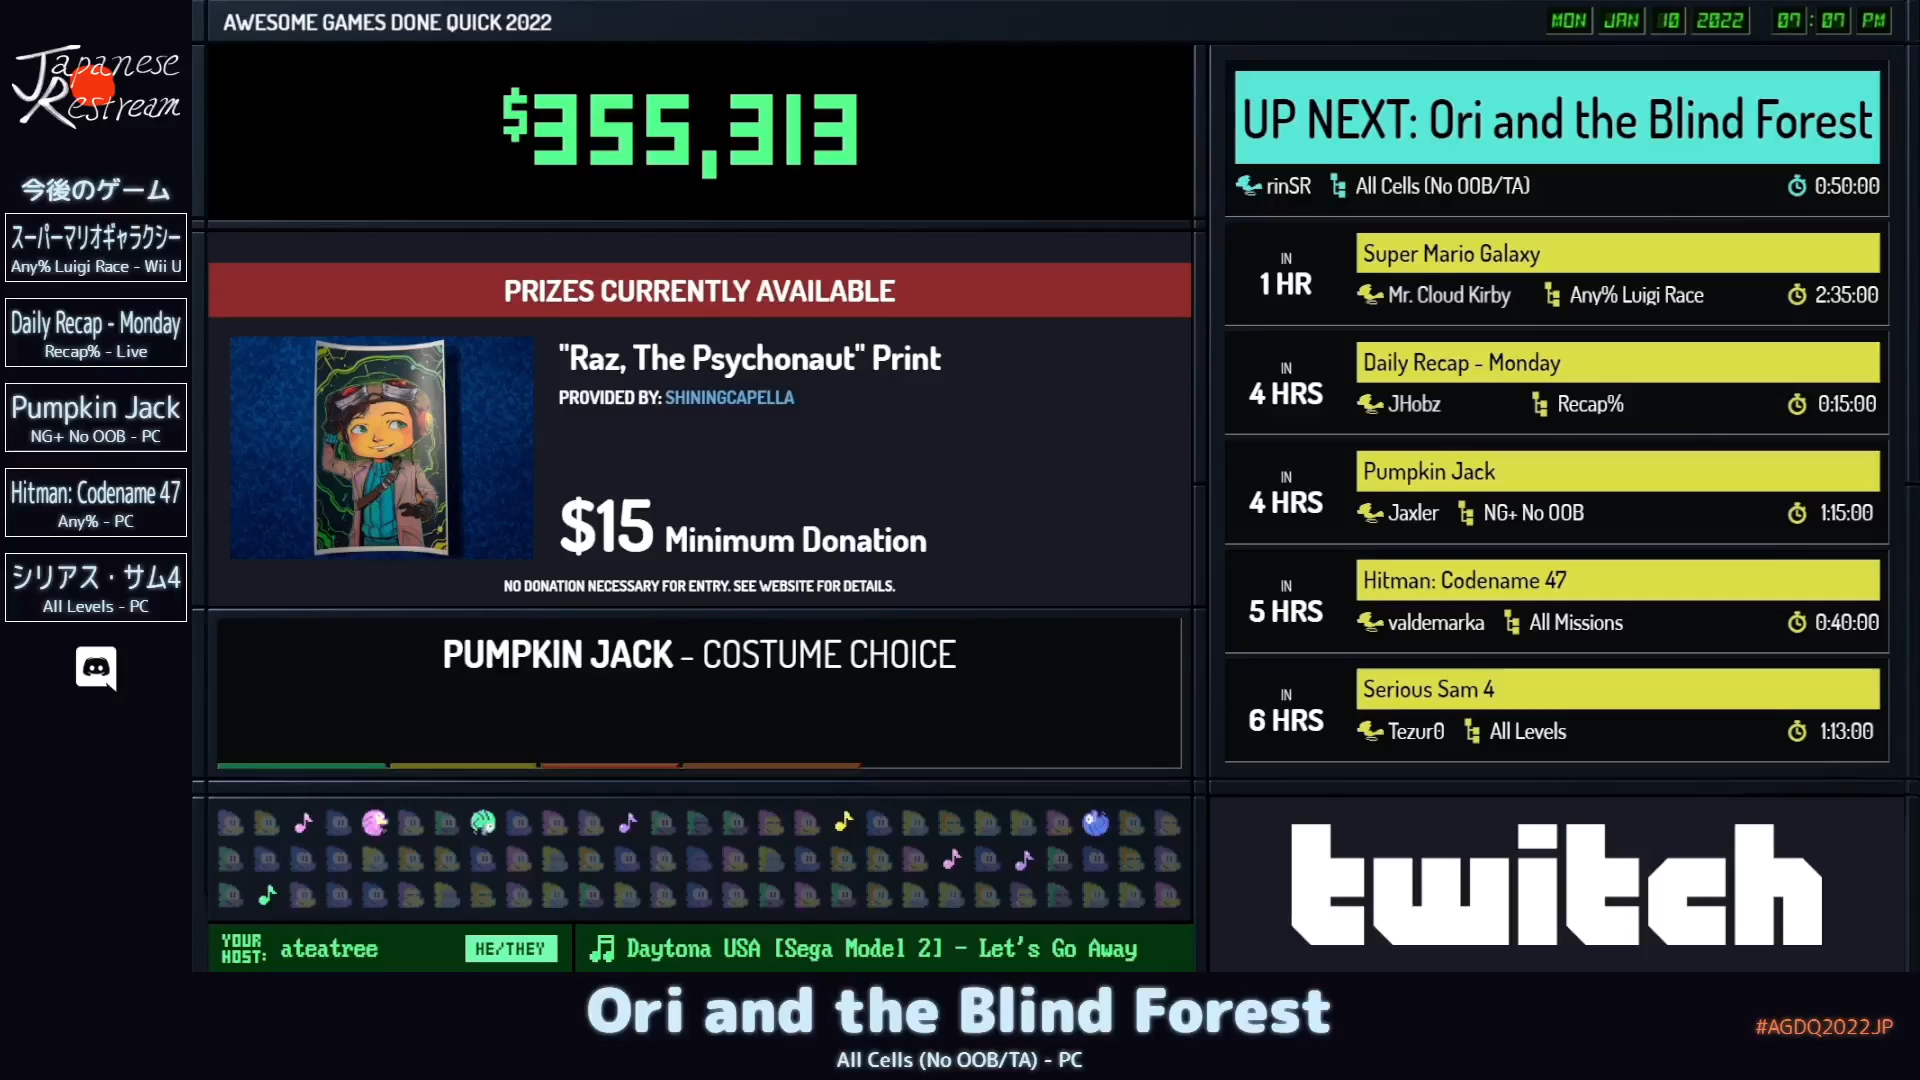 Japanese
Restream
今後のゲーム
スーパーマリオギャラクシー
Any% Luigi Race - Wii U
Daily Recap - Monday
Recap% - Live
Pumpkin Jack
NG+ No OOB - PC
Hitman: Codename 47
Any% - PC
シリアス・サム4
All Levels - PC
AWESOME GAMES DONE QUICK 2022
MON JAN 10 2022 07:07 PM
$355,313
PRIZES CURRENTLY AVAILABLE
"Raz, The Psychonaut" Print
PROVIDED BY: SHININGCAPELLA
$15 Minimum Donation
NO DONATION NECESSARY FOR ENTRY. SEE WEBSITE FOR DETAILS.
PUMPKIN JACK - COSTUME CHOICE
UP NEXT: Ori and the Blind Forest
rinSR All Cells (No OOB/TA) 0:50:00
IN 1 HR
Super Mario Galaxy
Mr. Cloud Kirby Any% Luigi Race 2:35:00
IN 4 HRS
Daily Recap - Monday
JHobz Recap% 0:15:00
IN 4 HRS
Pumpkin Jack
Jaxler NG+ No OOB 1:15:00
IN 5 HRS
Hitman: Codename 47
valdemarka All Missions 0:40:00
IN 6 HRS
Serious Sam 4
Tezur0 All Levels 1:13:00
twitch
YOUR HOST: ateatree HE/THEY
Daytona USA [Sega Model 2] - Let's Go Away
Ori and the Blind Forest
All Cells (No OOB/TA) - PC
#AGDQ2022JP